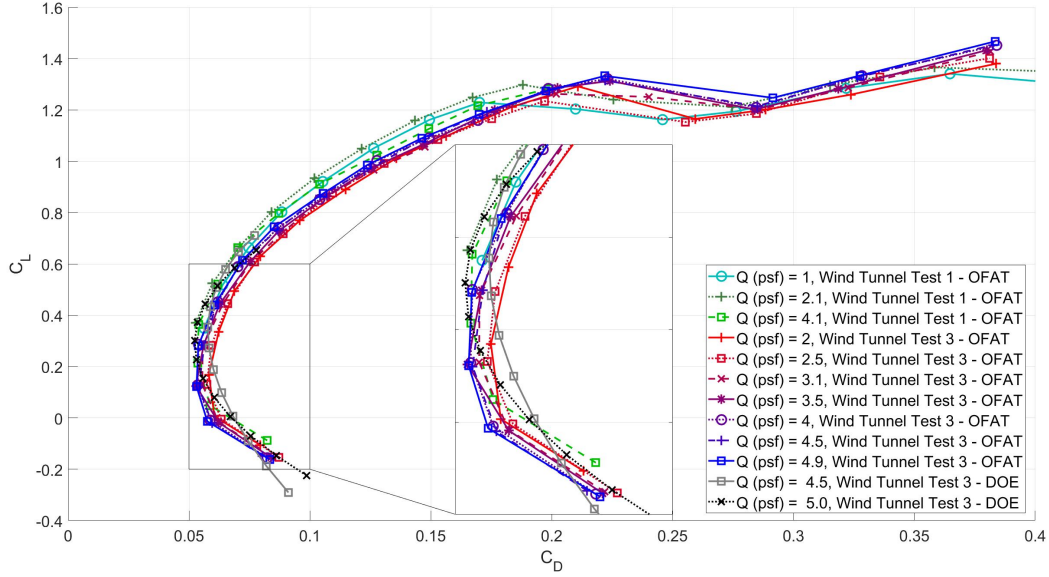 1.6
1.4
1.2
1
0.8
0.6
0.4
0.2
0
-0.2
-0.4
C_L
0 0.05 0.1 0.15 0.2 0.25 0.3 0.35 0.4
C_D
Q (psf) = 1, Wind Tunnel Test 1 - OFAT
Q (psf) = 2.1, Wind Tunnel Test 1 - OFAT
Q (psf) = 4.1, Wind Tunnel Test 1 - OFAT
Q (psf) = 2, Wind Tunnel Test 3 - OFAT
Q (psf) = 2.5, Wind Tunnel Test 3 - OFAT
Q (psf) = 3.1, Wind Tunnel Test 3 - OFAT
Q (psf) = 3.5, Wind Tunnel Test 3 - OFAT
Q (psf) = 4, Wind Tunnel Test 3 - OFAT
Q (psf) = 4.5, Wind Tunnel Test 3 - OFAT
Q (psf) = 4.9, Wind Tunnel Test 3 - OFAT
Q (psf) = 4.5, Wind Tunnel Test 3 - DOE
Q (psf) = 5.0, Wind Tunnel Test 3 - DOE